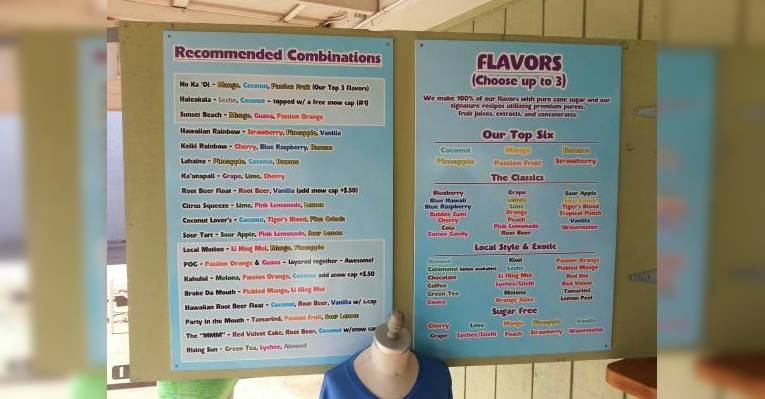 Recommended Combinations
No Ka 'Oi - Mango, Coconut, Passion Fruit (Our Top 3 Flavors)
Haleakala - Leche, Coconut - topped w/ a free snow cap (#1)
Sunset Beach - Mango, Guava, Passion Orange
Hawaiian Rainbow - Strawberry, Pineapple, Vanilla
Keiki Rainbow - Cherry, Blue Raspberry, Banana
Lahaina - Pineapple, Coconut, Banana
Ka'anapali - Grape, Lime, Cherry
Root Beer Float - Root Beer, Vanilla (add snow cap +$.50)
Citrus Squeeze - Lime, Pink Lemonade, Lemon
Coconut Lover's - Coconut, Tiger's Blood, Pina Colada
Sour Tart - Sour Apple, Pink Lemonade, Sour Lemon
Local Motion - Li Hing Mui, Mango, Pineapple
POG - Passion Orange & Guava - layered together - Awesome!
Kahului - Melona, Passion Orange, Coconut add snow cap +$.50
Broke Da Mouth - Pickled Mango, Li Hing Mui
Hawaiian Root Beer Float - Coconut, Root Beer, Vanilla w/ s.cap
Party in the Mouth - Tamarind, Passion Fruit, Sour Lemon
The "MMM" - Red Velvet Cake, Root Beer, Coconut w/snow cap
Rising Sun - Green Tea, Lychee, Almond
FLAVORS
(Choose up to 3)
We make 100% of our flavors with pure cane sugar and our
signature recipes utilizing premium purees,
fruit juices, extracts, and concentrates.
Our Top Six
Coconut Mango Banana
Pineapple Passion Fruit Strawberry
The Classics
Blueberry Grape Sour Apple
Blue Hawaii Lemon Sour Lemon
Blue Raspberry Lime Tiger's Blood
Bubble Gum Orange Tropical Punch
Cherry Peach Vanilla
Cola Pink Lemonade Watermelon
Cotton Candy Root Beer
Local Style & Exotic
Almond Kiwi Passion Orange
Calamansi (when available) Leche Pickled Mango
Chocolate Li Hing Mui Red Hot
Coffee Lychee/Litchi Red Velvet
Green Tea Melona Tamarind
Guava Orange Juice Lemon Peel
Sugar Free
Cherry Lime Mango Pineapple Vanilla
Grape Lychee/Litchi Peach Strawberry Watermelon